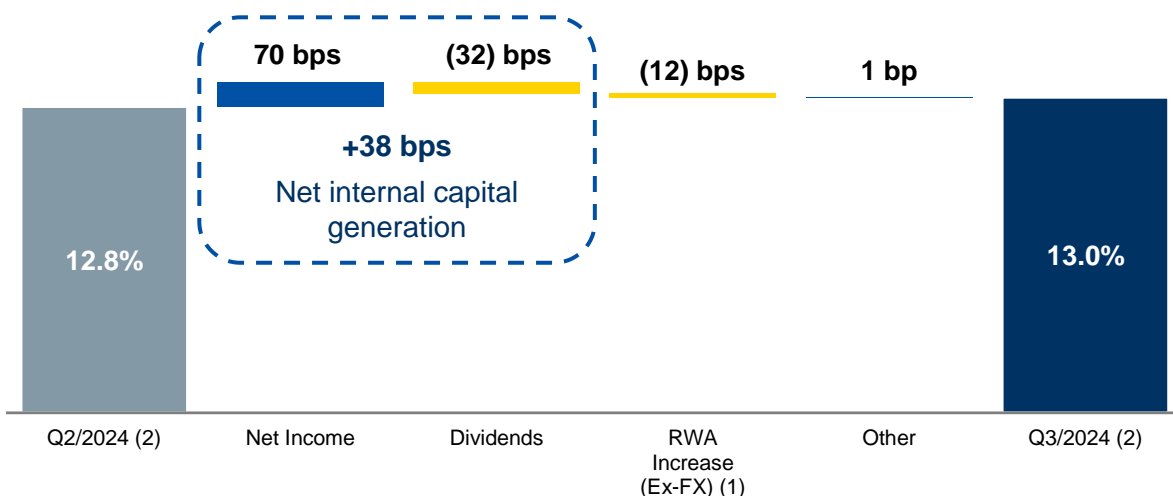 70 bps
(32) bps
(12) bps
1 bp
+38 bps
Net internal capital
generation
12.8%
13.0%
Q2/2024 (2)
Net Income
Dividends
RWA
Increase
(Ex-FX) (1)
Other
Q3/2024 (2)